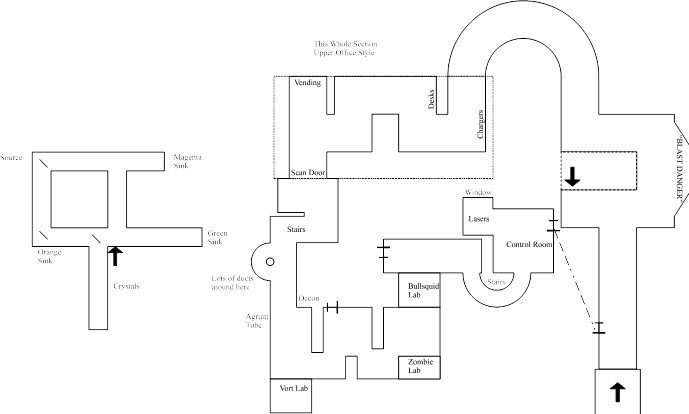 This Whole Section
Upper Office Style
Vending
Desks
Chargers
"BLAST DANGER"
Source
Magenta
Sink
Scan Door
Window
Lasers
Stairs
Green
Sink
Control Room
Orange
Sink
Lots of ducts
around here
Crystals
Stairs
Bullsquid
Lab
Decon
Agrunt
Tube
Zombie
Lab
Vort Lab